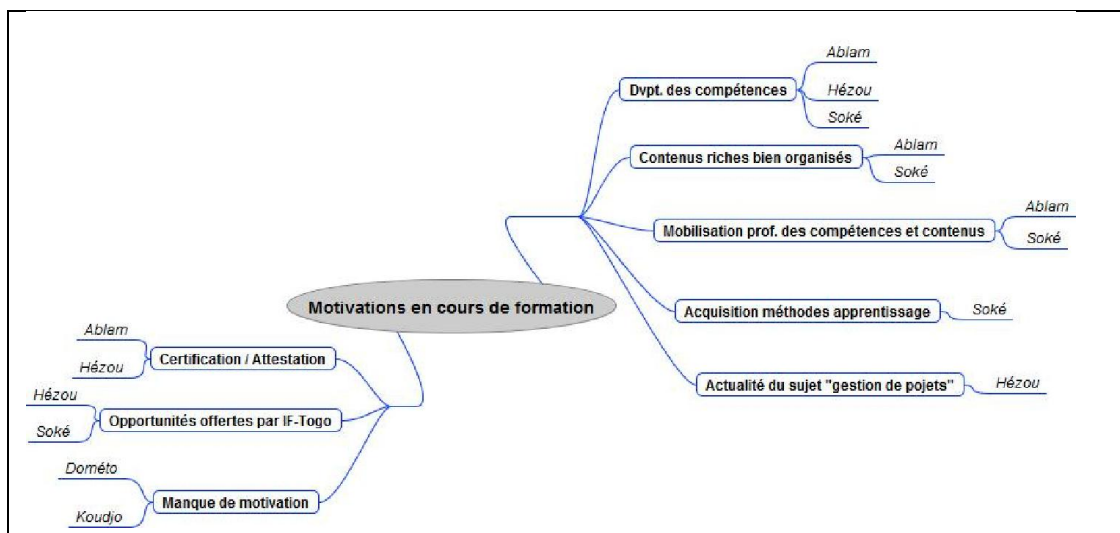 Motivations en cours de formation
Dvpt. des compétences
Ablam
Hézou
Soké
Contenus riches bien organisés
Ablam
Soké
Mobilisation prof. des compétences et contenus
Ablam
Soké
Acquisition méthodes apprentissage
Soké
Actualité du sujet "gestion de pojets"
Hézou
Certification / Attestation
Ablam
Hézou
Opportunités offertes par IF-Togo
Hézou
Soké
Manque de motivation
Dométo
Koudjo